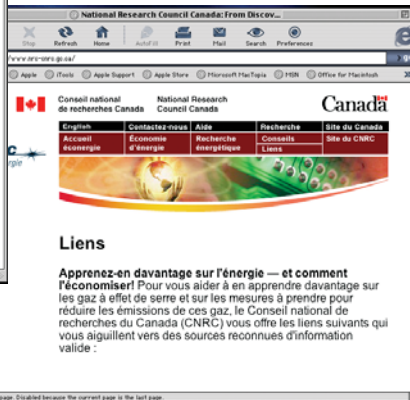 National Research Council Canada: From Discov...
Stop Refresh Home AutoFill Print Mail Search Preferences
Apple iTools Apple Support Apple Store Microsoft MacTopia MSN Office for Macintosh
Conseil national de recherches Canada
National Research Council Canada
Canada
English Contactez-nous Aide Recherche Site du Canada
Accueil éconergie
Économie d'énergie
Recherche énergétique
Conseils
Liens
Site du CNRC
Liens
Apprenez-en davantage sur l'énergie — et comment
l'économiser! Pour vous aider à en apprendre davantage sur
les gaz à effet de serre et sur les mesures à prendre pour
réduire les émissions de ces gaz, le Conseil national de
recherches du Canada (CNRC) vous offre les liens suivants qui
vous aiguillent vers des sources reconnues d'information
valide :
page. Disabled because the current page is the last page.